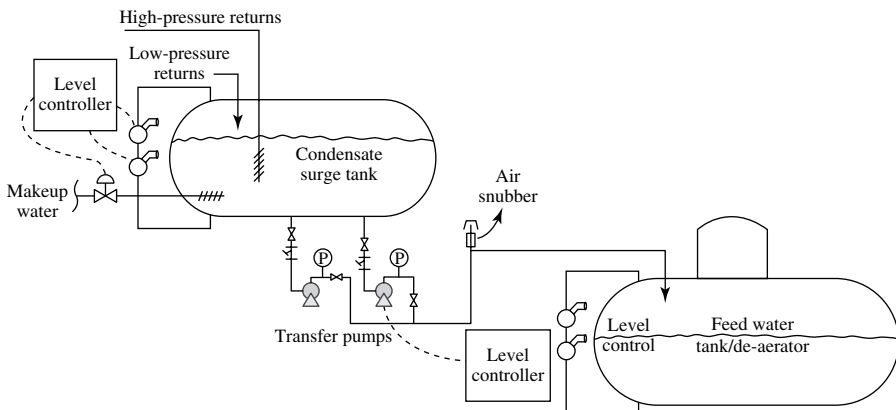 High-pressure returns
Low-pressure
returns
Level
controller
Condensate
surge tank
Makeup
water
Air
snubber
P
P
Transfer pumps
Level
controller
Level
control
Feed water
tank/de-aerator